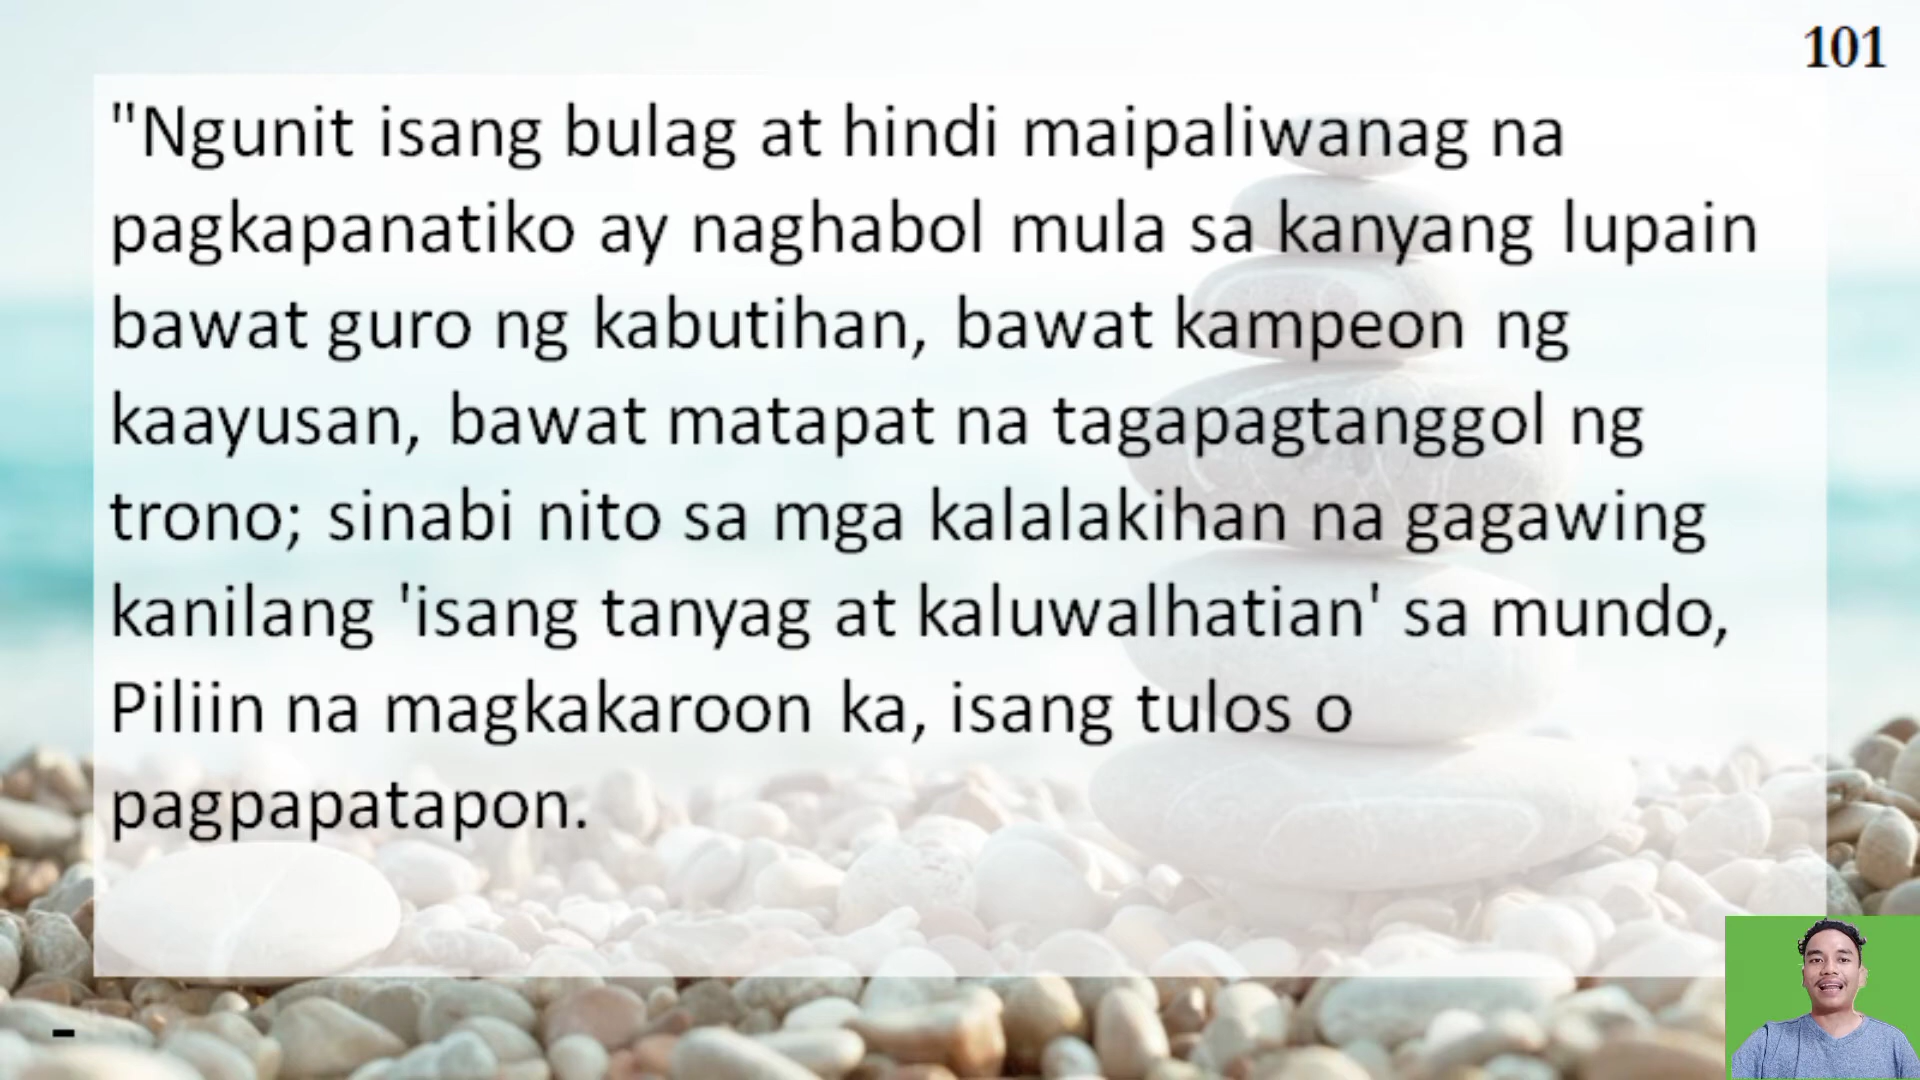 101
"Ngunit isang bulag at hindi maipaliwanag na
pagkapanatiko ay naghabol mula sa kanyang lupain
bawat guro ng kabutihan, bawat kampeon ng
kaayusan, bawat matapat na tagapagtanggol ng
trono; sinabi nito sa mga kalalakihan na gagawing
kanilang 'isang tanyag at kaluwalhatian' sa mundo,
Piliin na magkakaroon ka, isang tulos o
pagpapatapon.
-